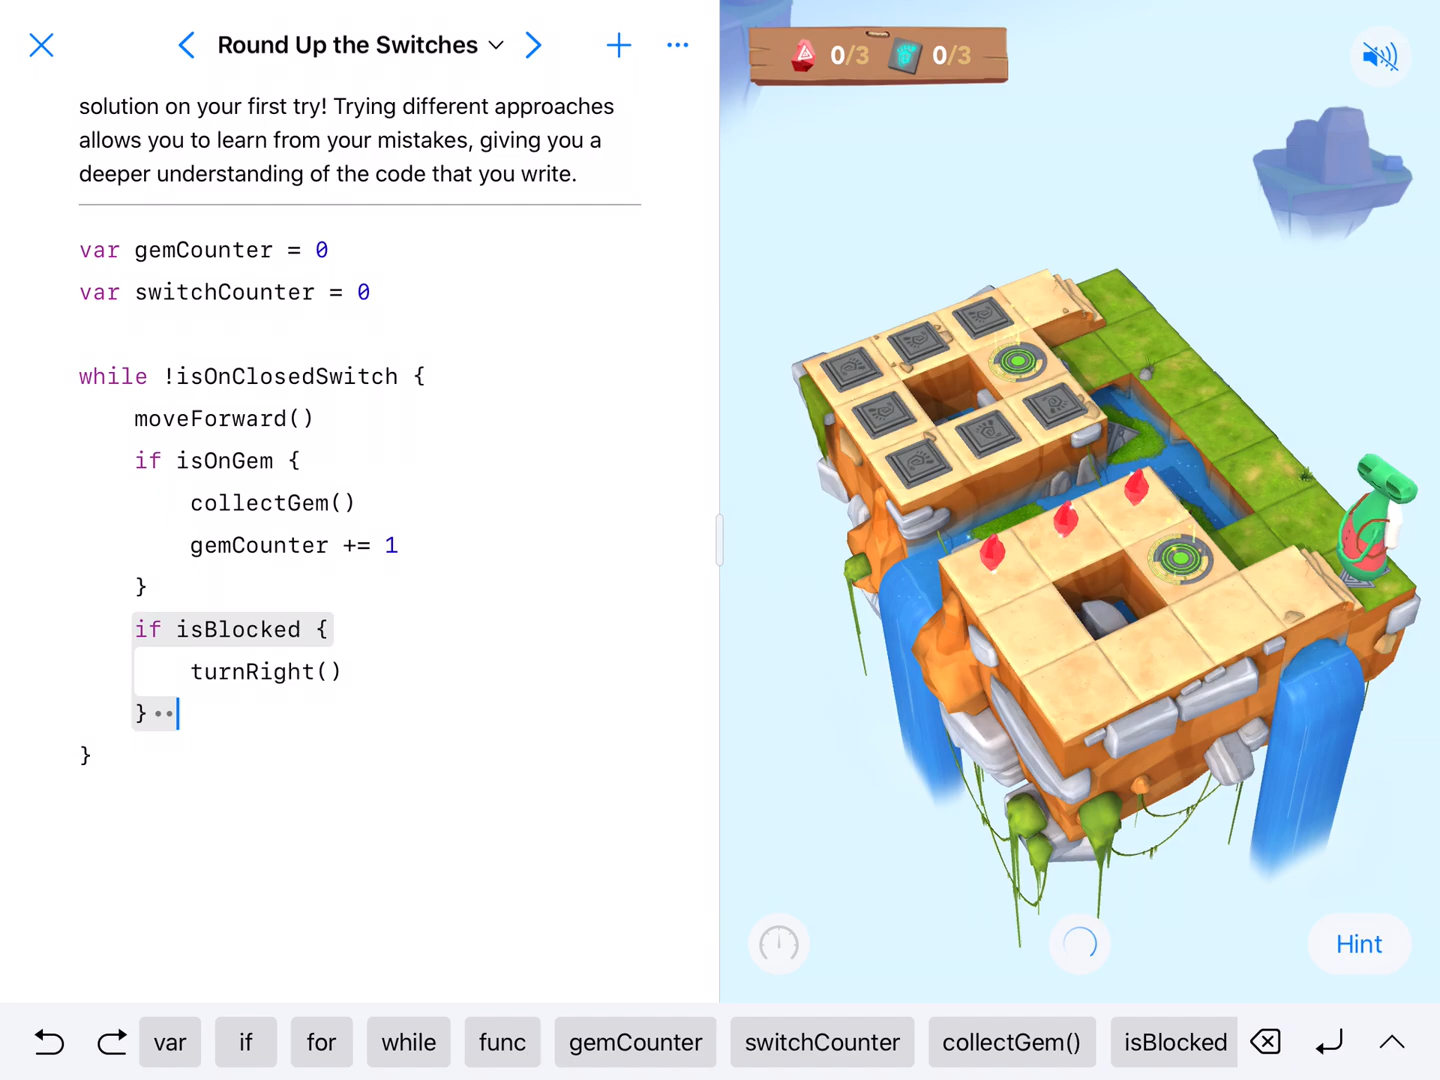 Round Up the Switches
solution on your first try! Trying different approaches
allows you to learn from your mistakes, giving you a
deeper understanding of the code that you write.
var gemCounter = 0
var switchCounter = 0
while !isOnClosedSwitch {
moveForward()
if isOnGem {
collectGem()
gemCounter += 1
}
if isBlocked {
turnRight()
}
}
0/3 0/3
Hint
var if for while func gemCounter switchCounter collectGem() isBlocked